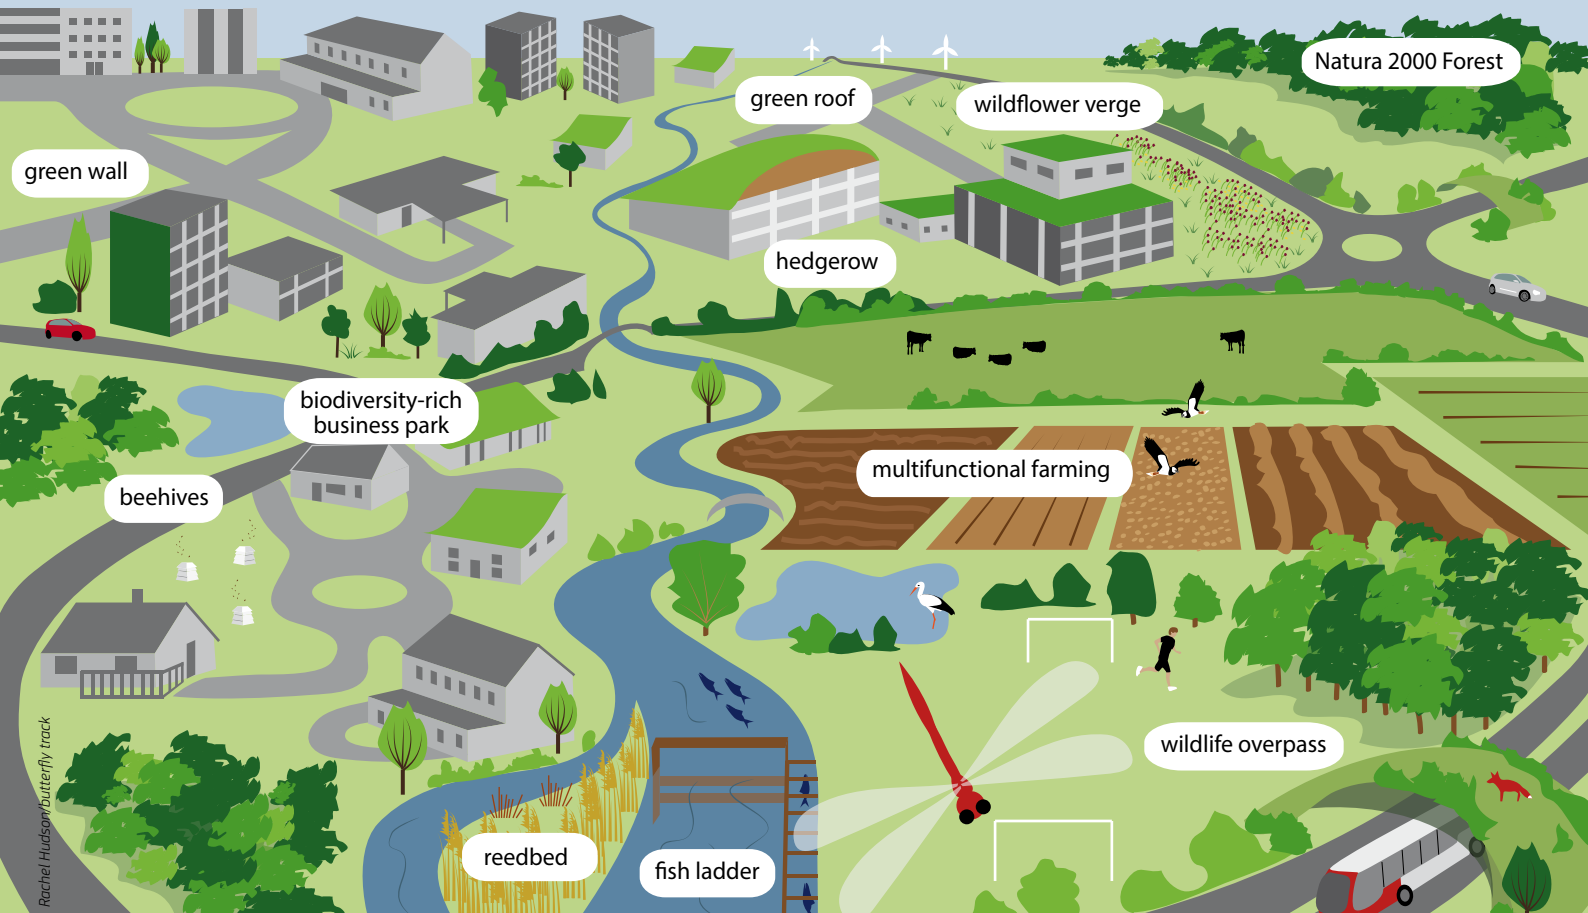 Natura 2000 Forest
green roof
wildflower verge
green wall
hedgerow
biodiversity-rich
business park
multifunctional farming
beehives
wildlife overpass
reedbed
fish ladder
Rachel Hudson/butterfly track